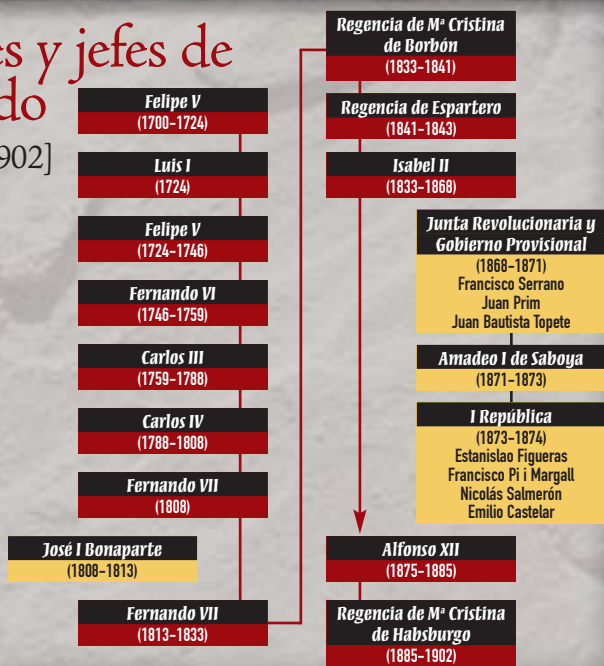 es y jefes de
do
902]
Felipe V
(1700-1724)
Luis I
(1724)
Felipe V
(1724-1746)
Fernando VI
(1746-1759)
Carlos III
(1759-1788)
Carlos IV
(1788-1808)
Fernando VII
(1808)
José I Bonaparte
(1808-1813)
Fernando VII
(1813-1833)
Regencia de Mª Cristina
de Borbón
(1833-1841)
Regencia de Espartero
(1841-1843)
Isabel II
(1833-1868)
Junta Revolucionaria y
Gobierno Provisional
(1868-1871)
Francisco Serrano
Juan Prim
Juan Bautista Topete
Amadeo I de Saboya
(1871-1873)
I República
(1873-1874)
Estanislao Figueras
Francisco Pi i Margall
Nicolás Salmerón
Emilio Castelar
Alfonso XII
(1875-1885)
Regencia de Mª Cristina
de Habsburgo
(1885-1902)